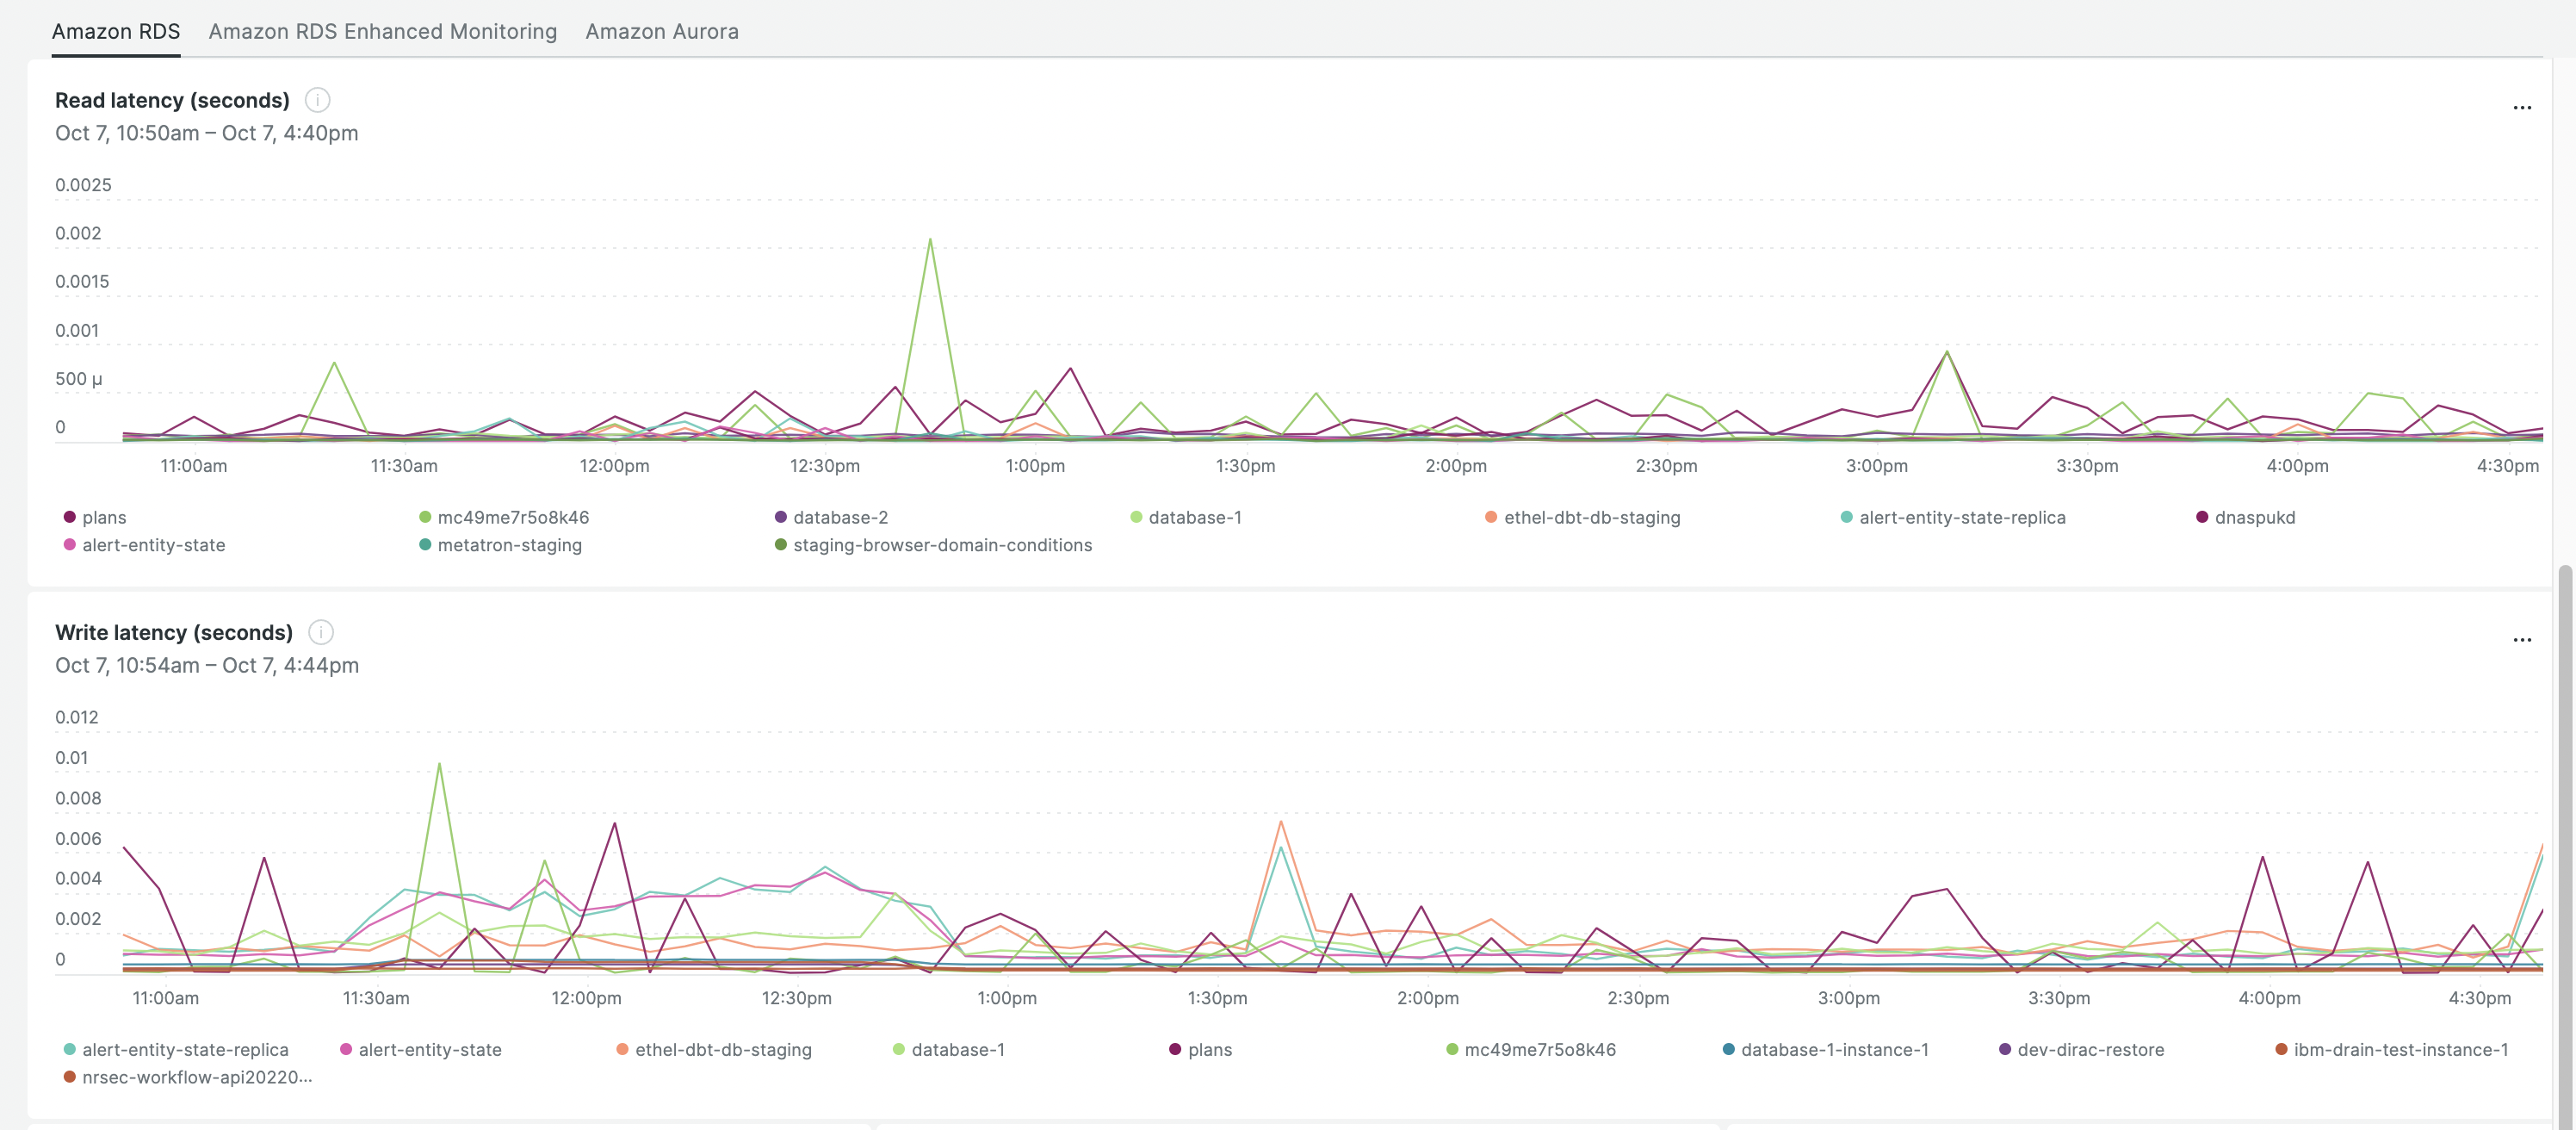 Amazon RDS Amazon RDS Enhanced Monitoring Amazon Aurora
Read latency (seconds) i ...
Oct 7, 10:50am – Oct 7, 4:40pm
0.0025
0.002
0.0015
0.001
500 µ
0
11:00am 11:30am 12:00pm 12:30pm 1:00pm 1:30pm 2:00pm 2:30pm 3:00pm 3:30pm 4:00pm 4:30pm
plans mc49me7r5o8k46 database-2 database-1 ethel-dbt-db-staging alert-entity-state-replica dnaspukd
alert-entity-state metatron-staging staging-browser-domain-conditions
Write latency (seconds) i ...
Oct 7, 10:54am – Oct 7, 4:44pm
0.012
0.01
0.008
0.006
0.004
0.002
0
11:00am 11:30am 12:00pm 12:30pm 1:00pm 1:30pm 2:00pm 2:30pm 3:00pm 3:30pm 4:00pm 4:30pm
alert-entity-state-replica alert-entity-state ethel-dbt-db-staging database-1 plans mc49me7r5o8k46 database-1-instance-1 dev-dirac-restore ibm-drain-test-instance-1
nrsec-workflow-api20220...